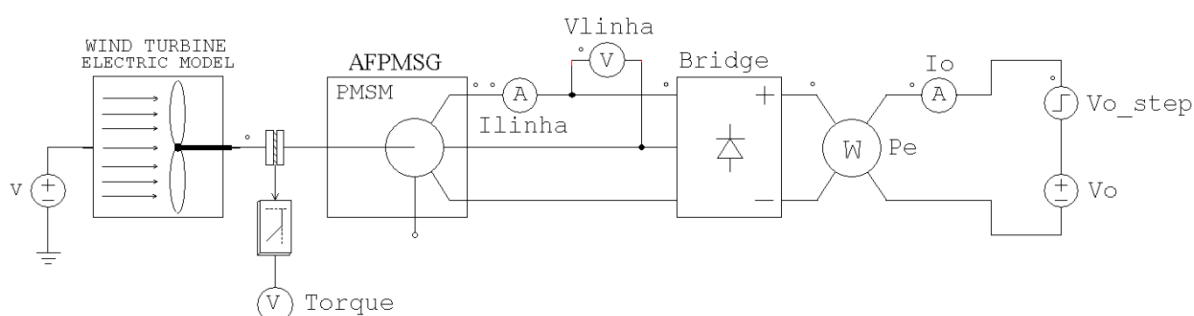 WIND TURBINE
ELECTRIC MODEL
V
Torque
V
AFPMSG
PMSM
A
Ilinha
Vlinha
V
Bridge
+
−
W
Pe
Io
A
Vo_step
Vo